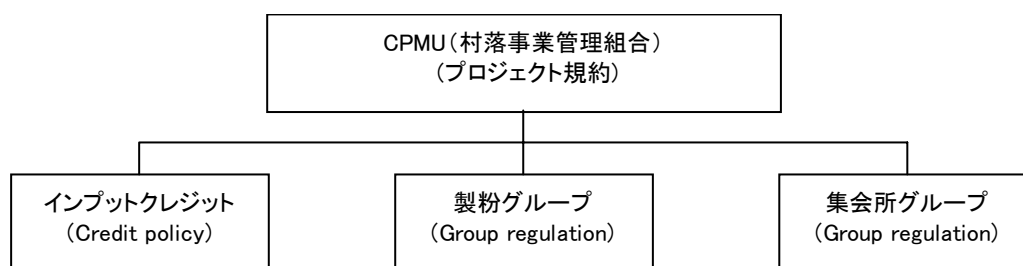 CPMU(村落事業管理組合)
(プロジェクト規約)
インプットクレジット
(Credit policy)
製粉グループ
(Group regulation)
集会所グループ
(Group regulation)